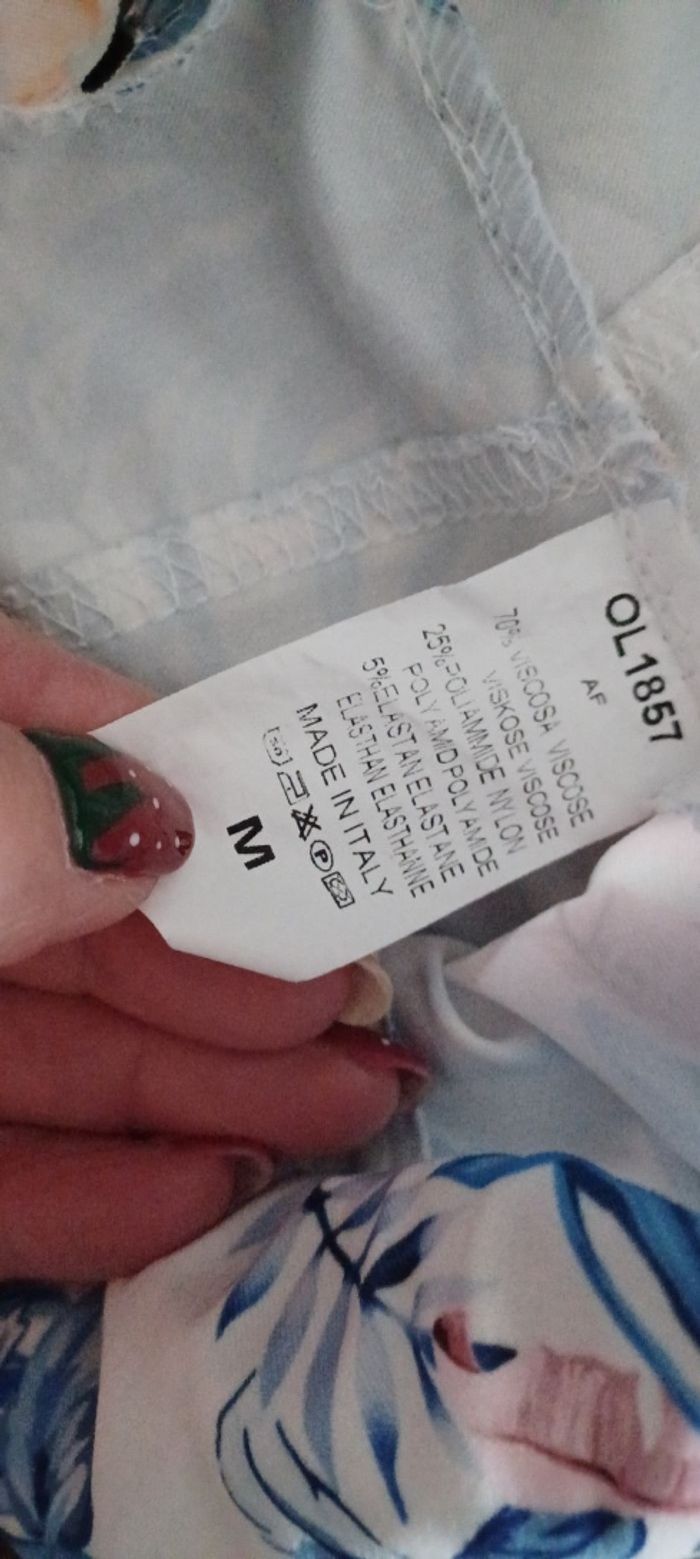 OL1857
AF
70% VISCOSA VISCOSE
VISKOSE VISCOSE
25%POLIAMMIDE NYLON
POLYAMID POLYAMIDE
5%ELASTAN ELASTANE
ELASTHAN ELASTHANNE
MADE IN ITALY
P
M